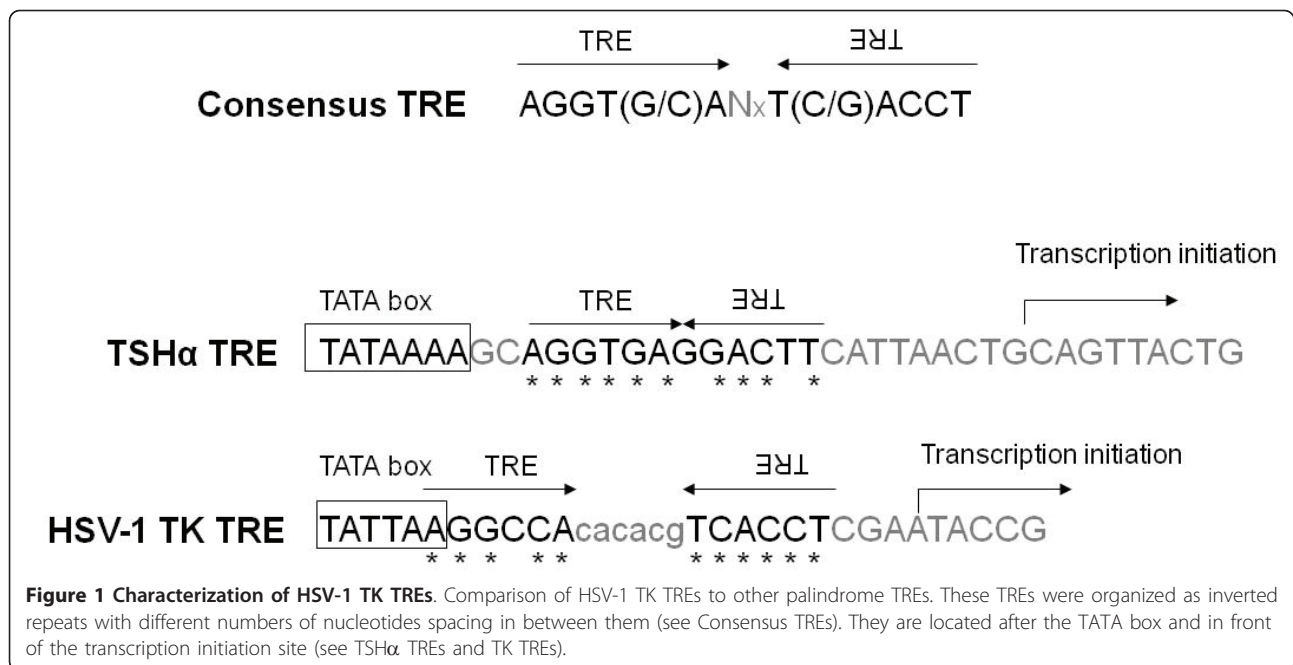 TRE TRE
Consensus TRE AGGT(G/C)ANxT(C/G)ACCT
Transcription initiation
TATA box TRE TRE
TSHα TRE TATAAAAGCAGGTGAGGACTTCATTAACTGCAGTTACTG
* * * * * * * * * *
TATA box TRE TRE Transcription initiation
HSV-1 TK TRE TATTAAGGCCAcacacgTCACCTCGAATACCG
* * * * * * * * * * *
Figure 1 Characterization of HSV-1 TK TREs. Comparison of HSV-1 TK TREs to other palindrome TREs. These TREs were organized as inverted
repeats with different numbers of nucleotides spacing in between them (see Consensus TREs). They are located after the TATA box and in front
of the transcription initiation site (see TSHα TREs and TK TREs).